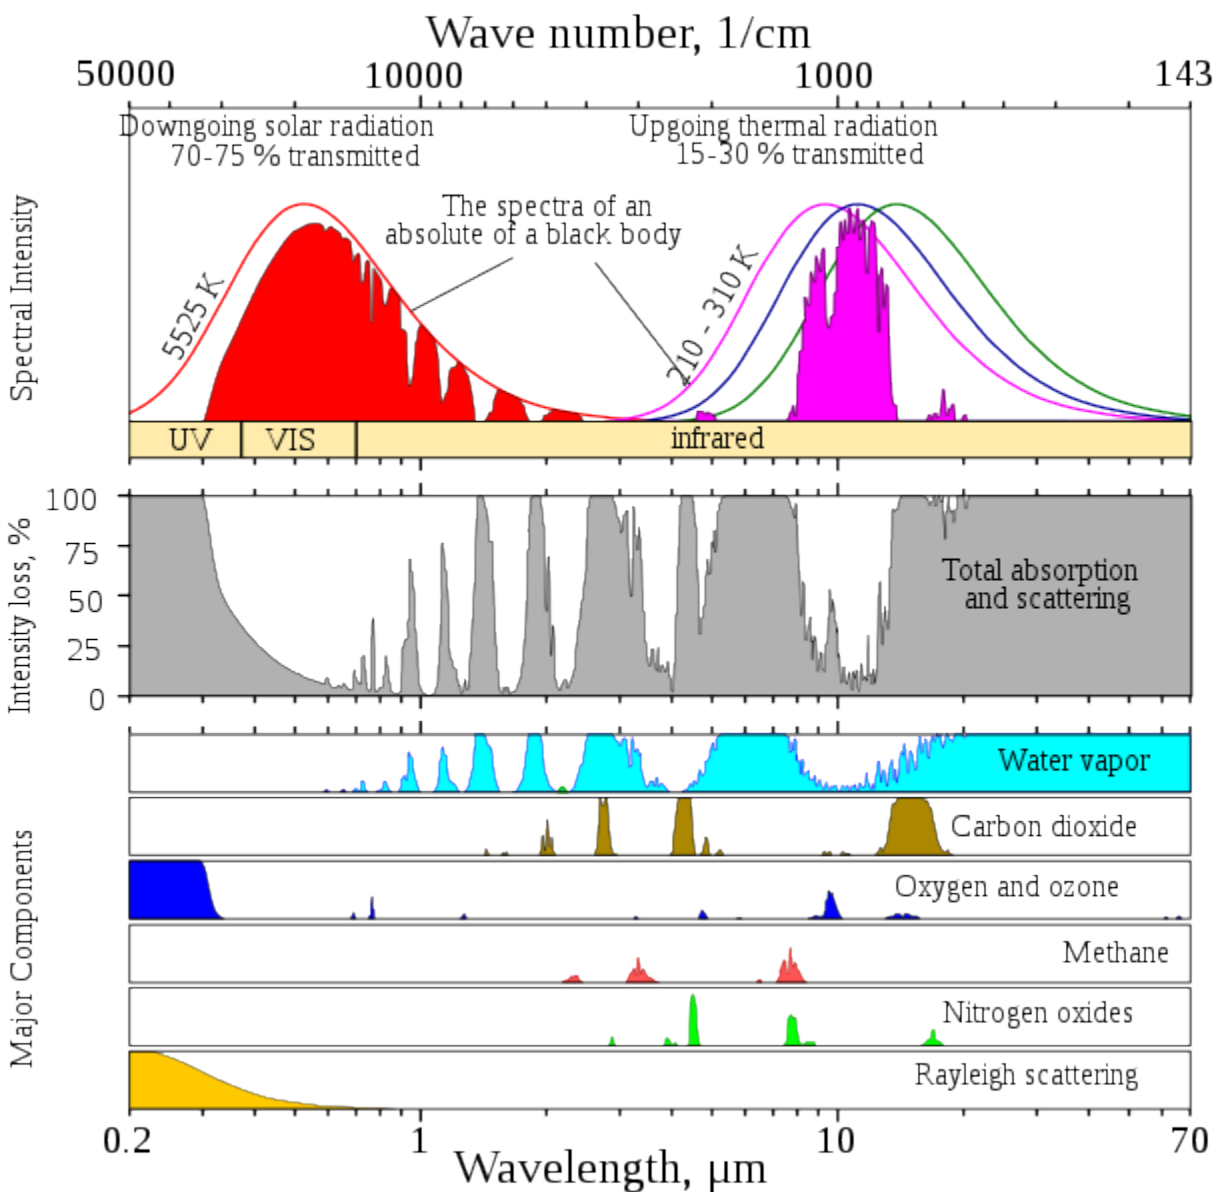 Wave number, 1/cm
50000 10000 1000 143
Downgoing solar radiation
70-75 % transmitted
Upgoing thermal radiation
15-30 % transmitted
The spectra of an
absolute of a black body
5525 K
210 - 310 K
Spectral Intensity
UV VIS infrared
Intensity loss, %
100
75
50
25
0
Total absorption
and scattering
Major Components
Water vapor
Carbon dioxide
Oxygen and ozone
Methane
Nitrogen oxides
Rayleigh scattering
0.2 1 10 70
Wavelength, μm